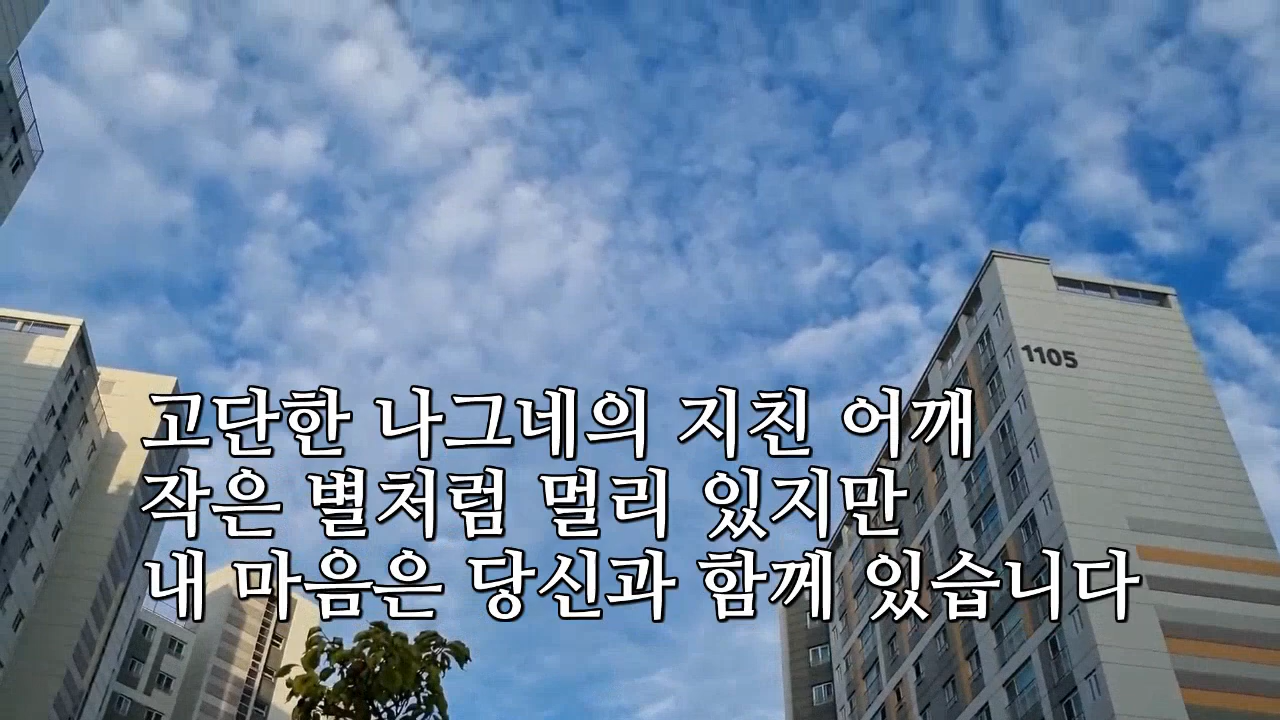 1105
고단한 나그네의 지친 어깨
작은 별처럼 멀리 있지만
내 마음은 당신과 함께 있습니다